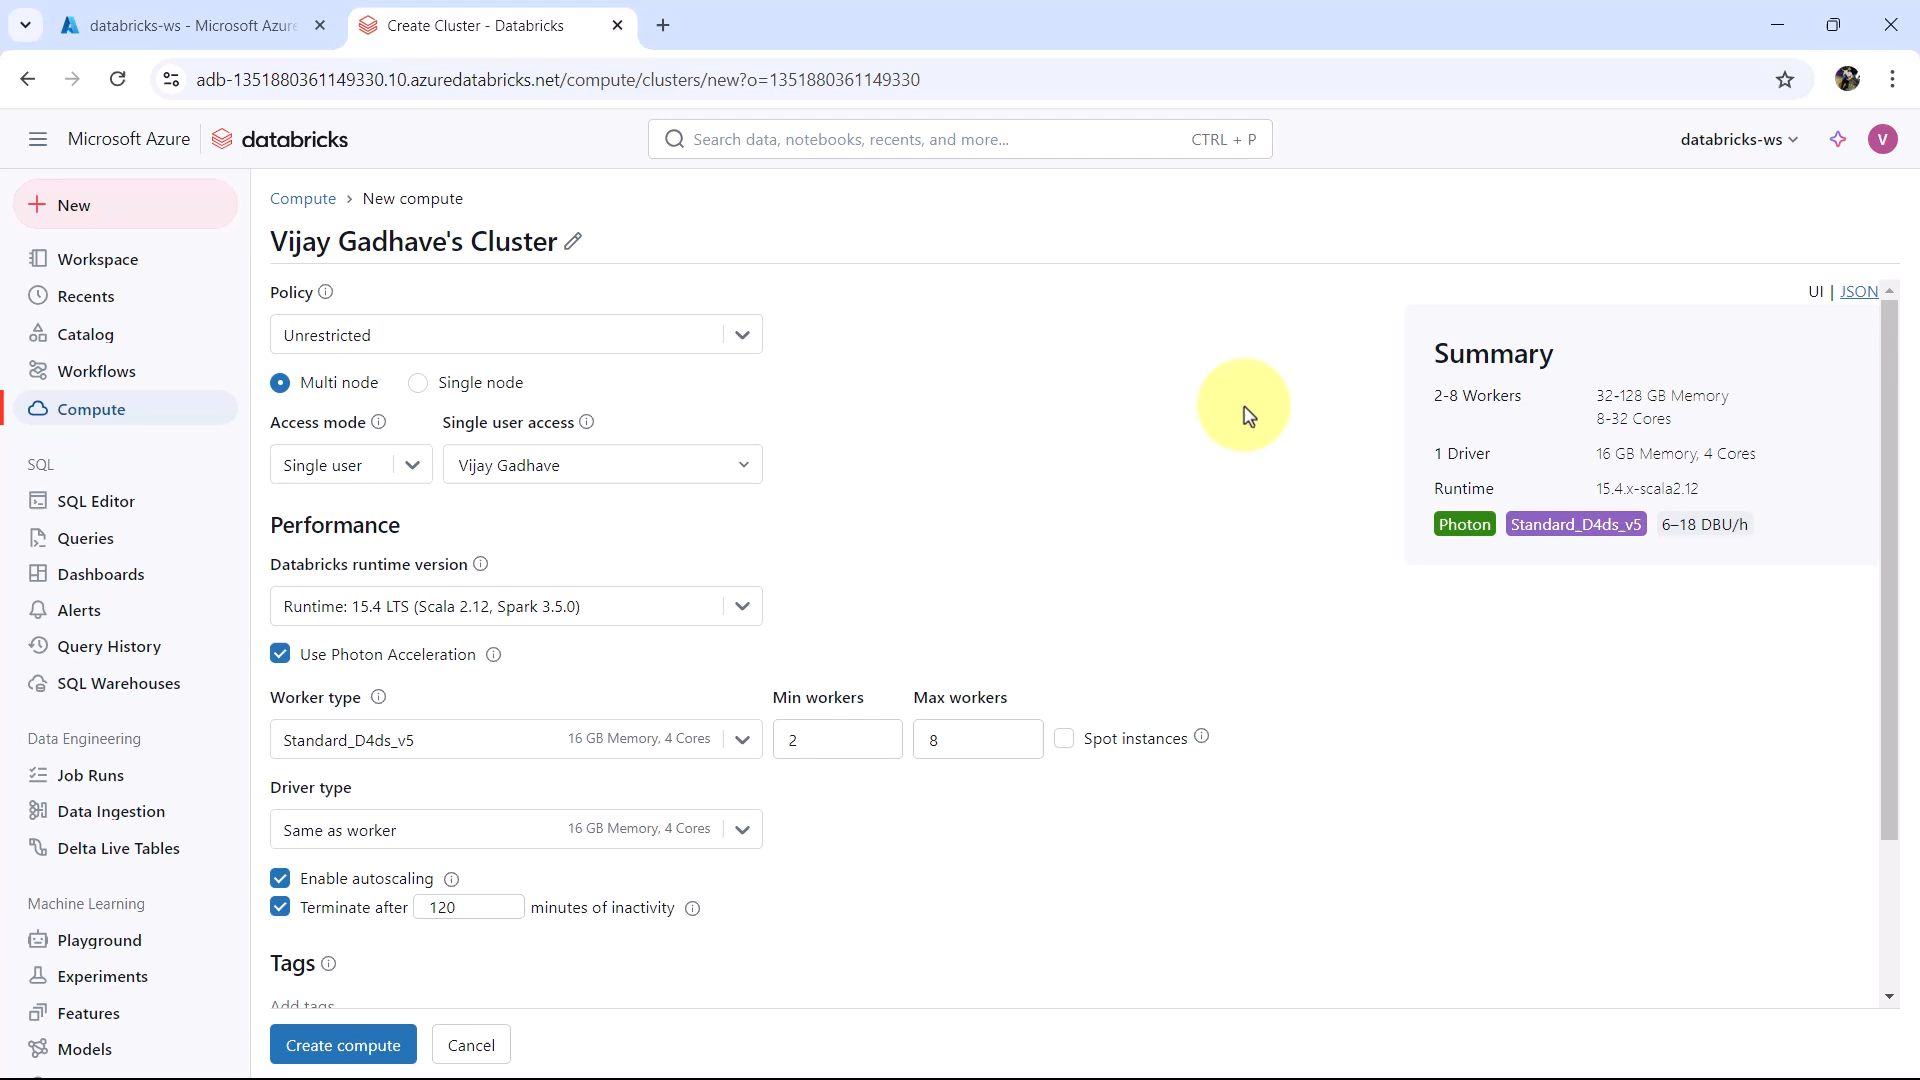 databricks-ws - Microsoft Azure
Create Cluster - Databricks
adb-1351880361149330.10.azuredatabricks.net/compute/clusters/new?o=1351880361149330
Microsoft Azure
databricks
Search data, notebooks, recents, and more...
CTRL + P
databricks-ws
V
New
Workspace
Recents
Catalog
Workflows
Compute
SQL
SQL Editor
Queries
Dashboards
Alerts
Query History
SQL Warehouses
Data Engineering
Job Runs
Data Ingestion
Delta Live Tables
Machine Learning
Playground
Experiments
Features
Models
Compute › New compute
Vijay Gadhave's Cluster
Policy
Unrestricted
Multi node
Single node
Access mode
Single user access
Single user
Vijay Gadhave
Performance
Databricks runtime version
Runtime: 15.4 LTS (Scala 2.12, Spark 3.5.0)
Use Photon Acceleration
Worker type
Min workers
Max workers
Standard_D4ds_v5
16 GB Memory, 4 Cores
2
8
Spot instances
Driver type
Same as worker
16 GB Memory, 4 Cores
Enable autoscaling
Terminate after 120 minutes of inactivity
Tags
Add tags
Create compute
Cancel
UI | JSON
Summary
2-8 Workers
32-128 GB Memory
8-32 Cores
1 Driver
16 GB Memory, 4 Cores
Runtime
15.4.x-scala2.12
Photon
Standard_D4ds_v5
6–18 DBU/h